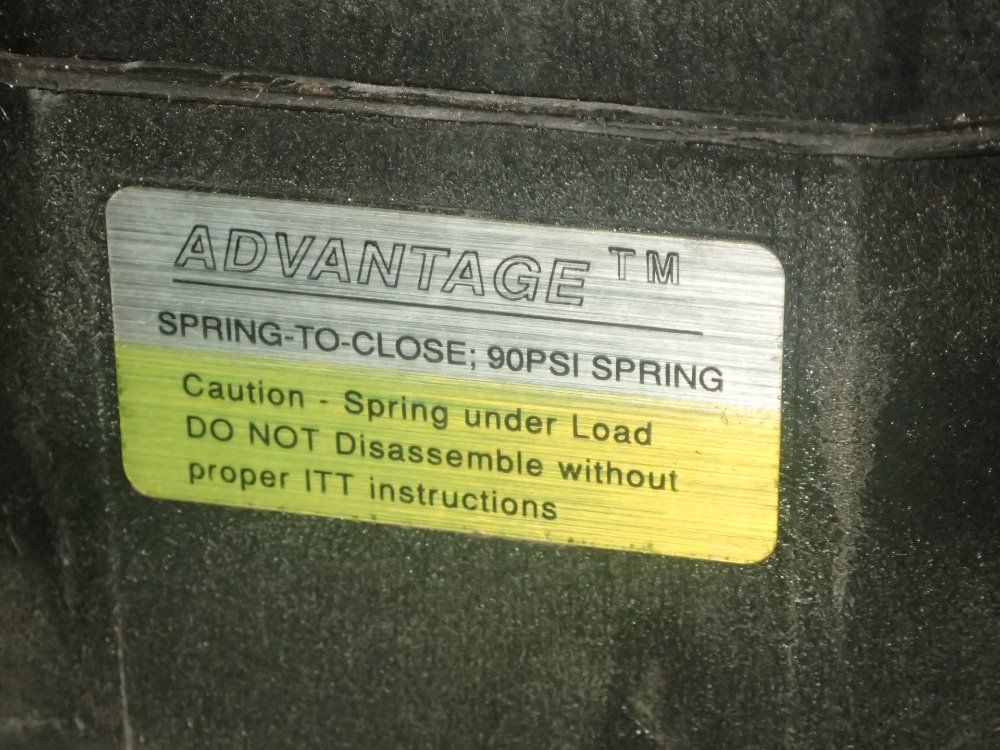 ADVANTAGE ™
SPRING-TO-CLOSE; 90PSI SPRING
Caution - Spring under Load
DO NOT Disassemble without
proper ITT instructions